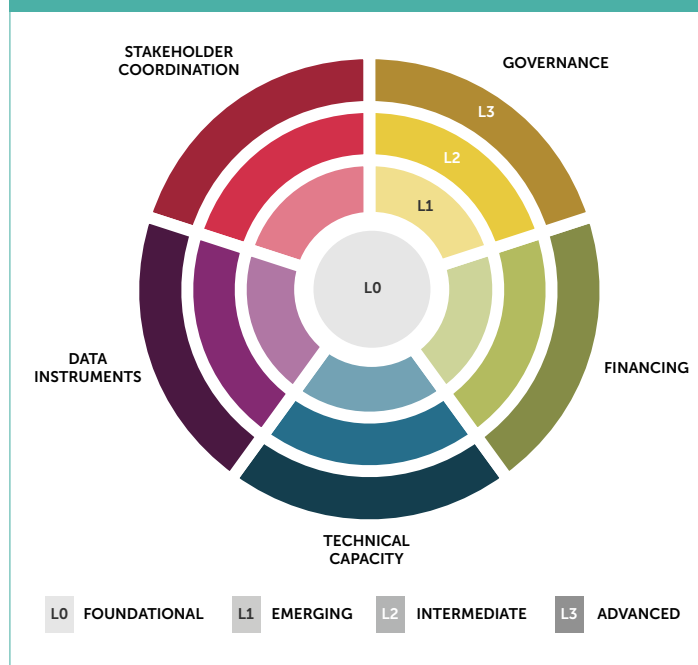 STAKEHOLDER
COORDINATION
GOVERNANCE
L3
L2
L1
L0
DATA
INSTRUMENTS
FINANCING
TECHNICAL
CAPACITY
L0 FOUNDATIONAL
L1 EMERGING
L2 INTERMEDIATE
L3 ADVANCED